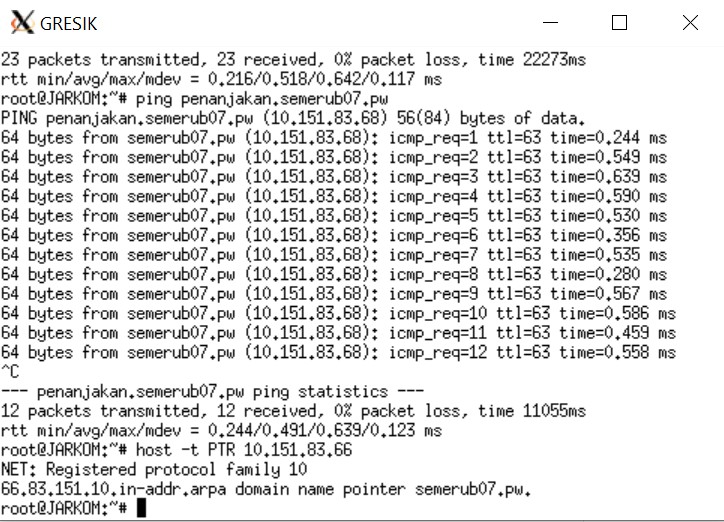 GRESIK
23 packets transmitted, 23 received, 0% packet loss, time 22273ms
rtt min/avg/max/mdev = 0.216/0.518/0.642/0.117 ms
root@JARKOM:~# ping penanjakan.semerub07.pw
PING penanjakan.semerub07.pw (10.151.83.68) 56(84) bytes of data.
64 bytes from semerub07.pw (10.151.83.68): icmp_req=1 ttl=63 time=0.244 ms
64 bytes from semerub07.pw (10.151.83.68): icmp_req=2 ttl=63 time=0.549 ms
64 bytes from semerub07.pw (10.151.83.68): icmp_req=3 ttl=63 time=0.639 ms
64 bytes from semerub07.pw (10.151.83.68): icmp_req=4 ttl=63 time=0.590 ms
64 bytes from semerub07.pw (10.151.83.68): icmp_req=5 ttl=63 time=0.530 ms
64 bytes from semerub07.pw (10.151.83.68): icmp_req=6 ttl=63 time=0.356 ms
64 bytes from semerub07.pw (10.151.83.68): icmp_req=7 ttl=63 time=0.535 ms
64 bytes from semerub07.pw (10.151.83.68): icmp_req=8 ttl=63 time=0.280 ms
64 bytes from semerub07.pw (10.151.83.68): icmp_req=9 ttl=63 time=0.567 ms
64 bytes from semerub07.pw (10.151.83.68): icmp_req=10 ttl=63 time=0.586 ms
64 bytes from semerub07.pw (10.151.83.68): icmp_req=11 ttl=63 time=0.459 ms
64 bytes from semerub07.pw (10.151.83.68): icmp_req=12 ttl=63 time=0.558 ms
^C
--- penanjakan.semerub07.pw ping statistics ---
12 packets transmitted, 12 received, 0% packet loss, time 11055ms
rtt min/avg/max/mdev = 0.244/0.491/0.639/0.123 ms
root@JARKOM:~# host -t PTR 10.151.83.66
NET: Registered protocol family 10
66.83.151.10.in-addr.arpa domain name pointer semerub07.pw.
root@JARKOM:~#